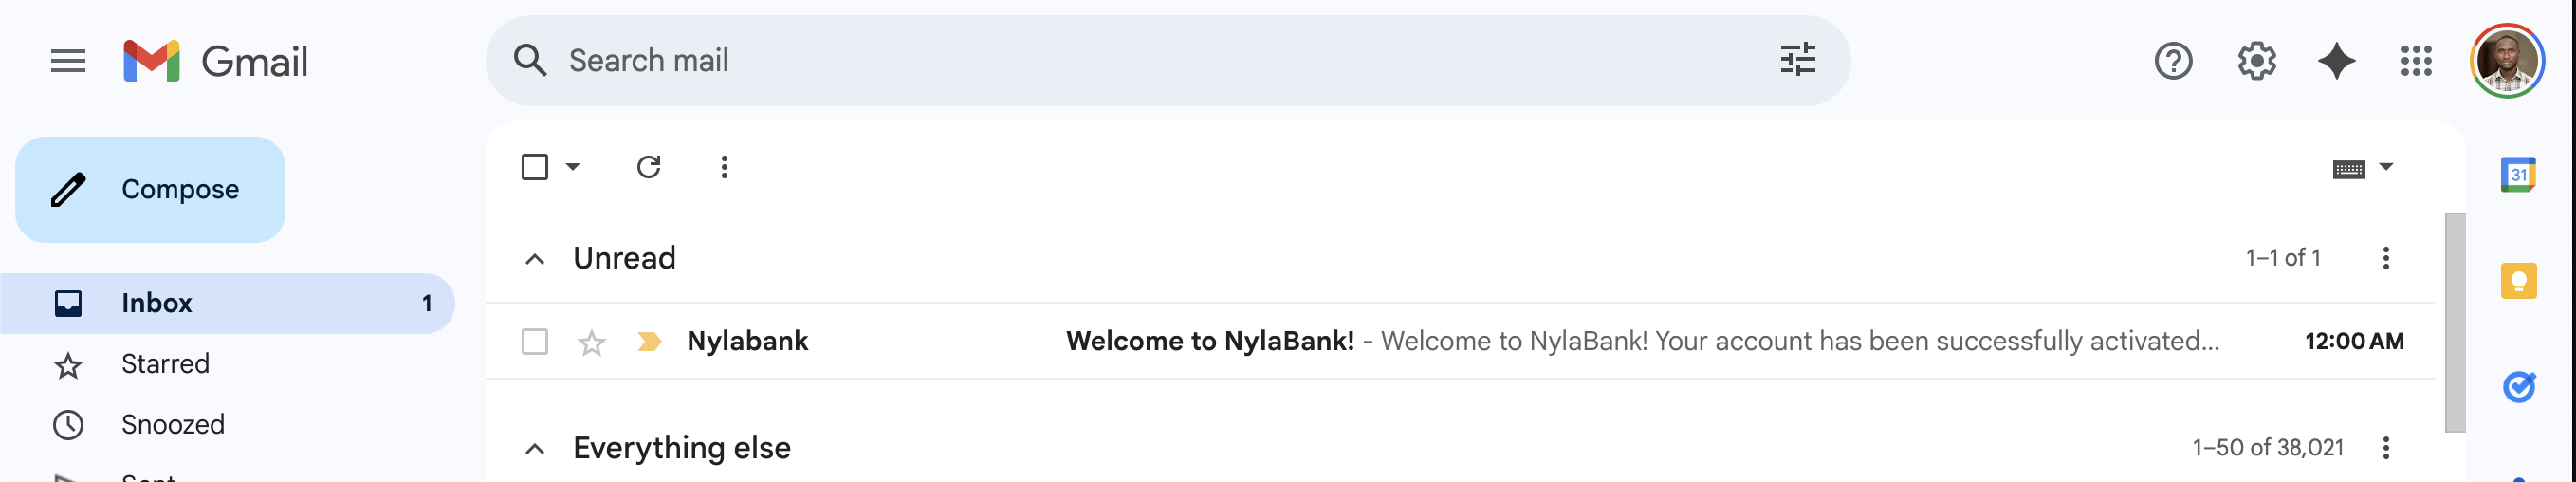 Gmail
Search mail
Compose
Unread
1–1 of 1
Inbox 1
Nylabank Welcome to NylaBank! - Welcome to NylaBank! Your account has been successfully activated... 12:00 AM
Starred
Snoozed
Everything else
1–50 of 38,021
31